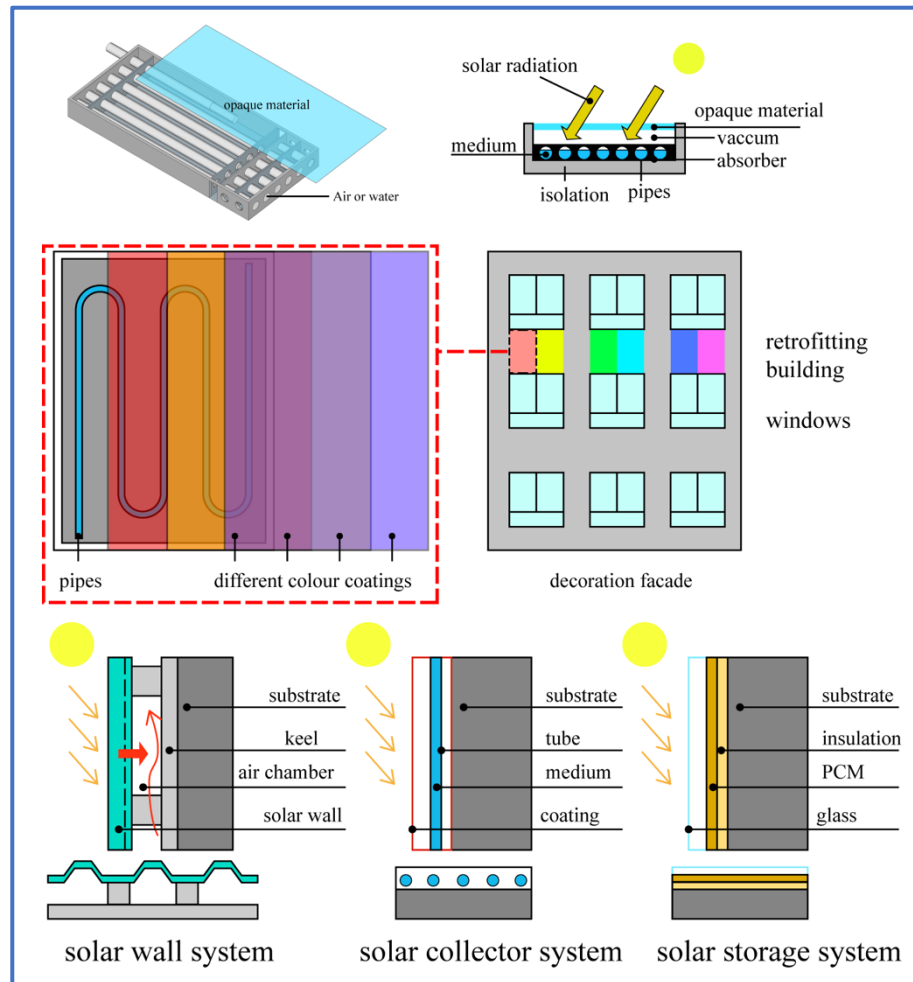 opaque material
Air or water
solar radiation
opaque material
medium
vaccum
absorber
isolation
pipes
pipes
different colour coatings
retrofitting
building
windows
decoration facade
substrate
keel
air chamber
solar wall
solar wall system
substrate
tube
medium
coating
solar collector system
substrate
insulation
PCM
glass
solar storage system